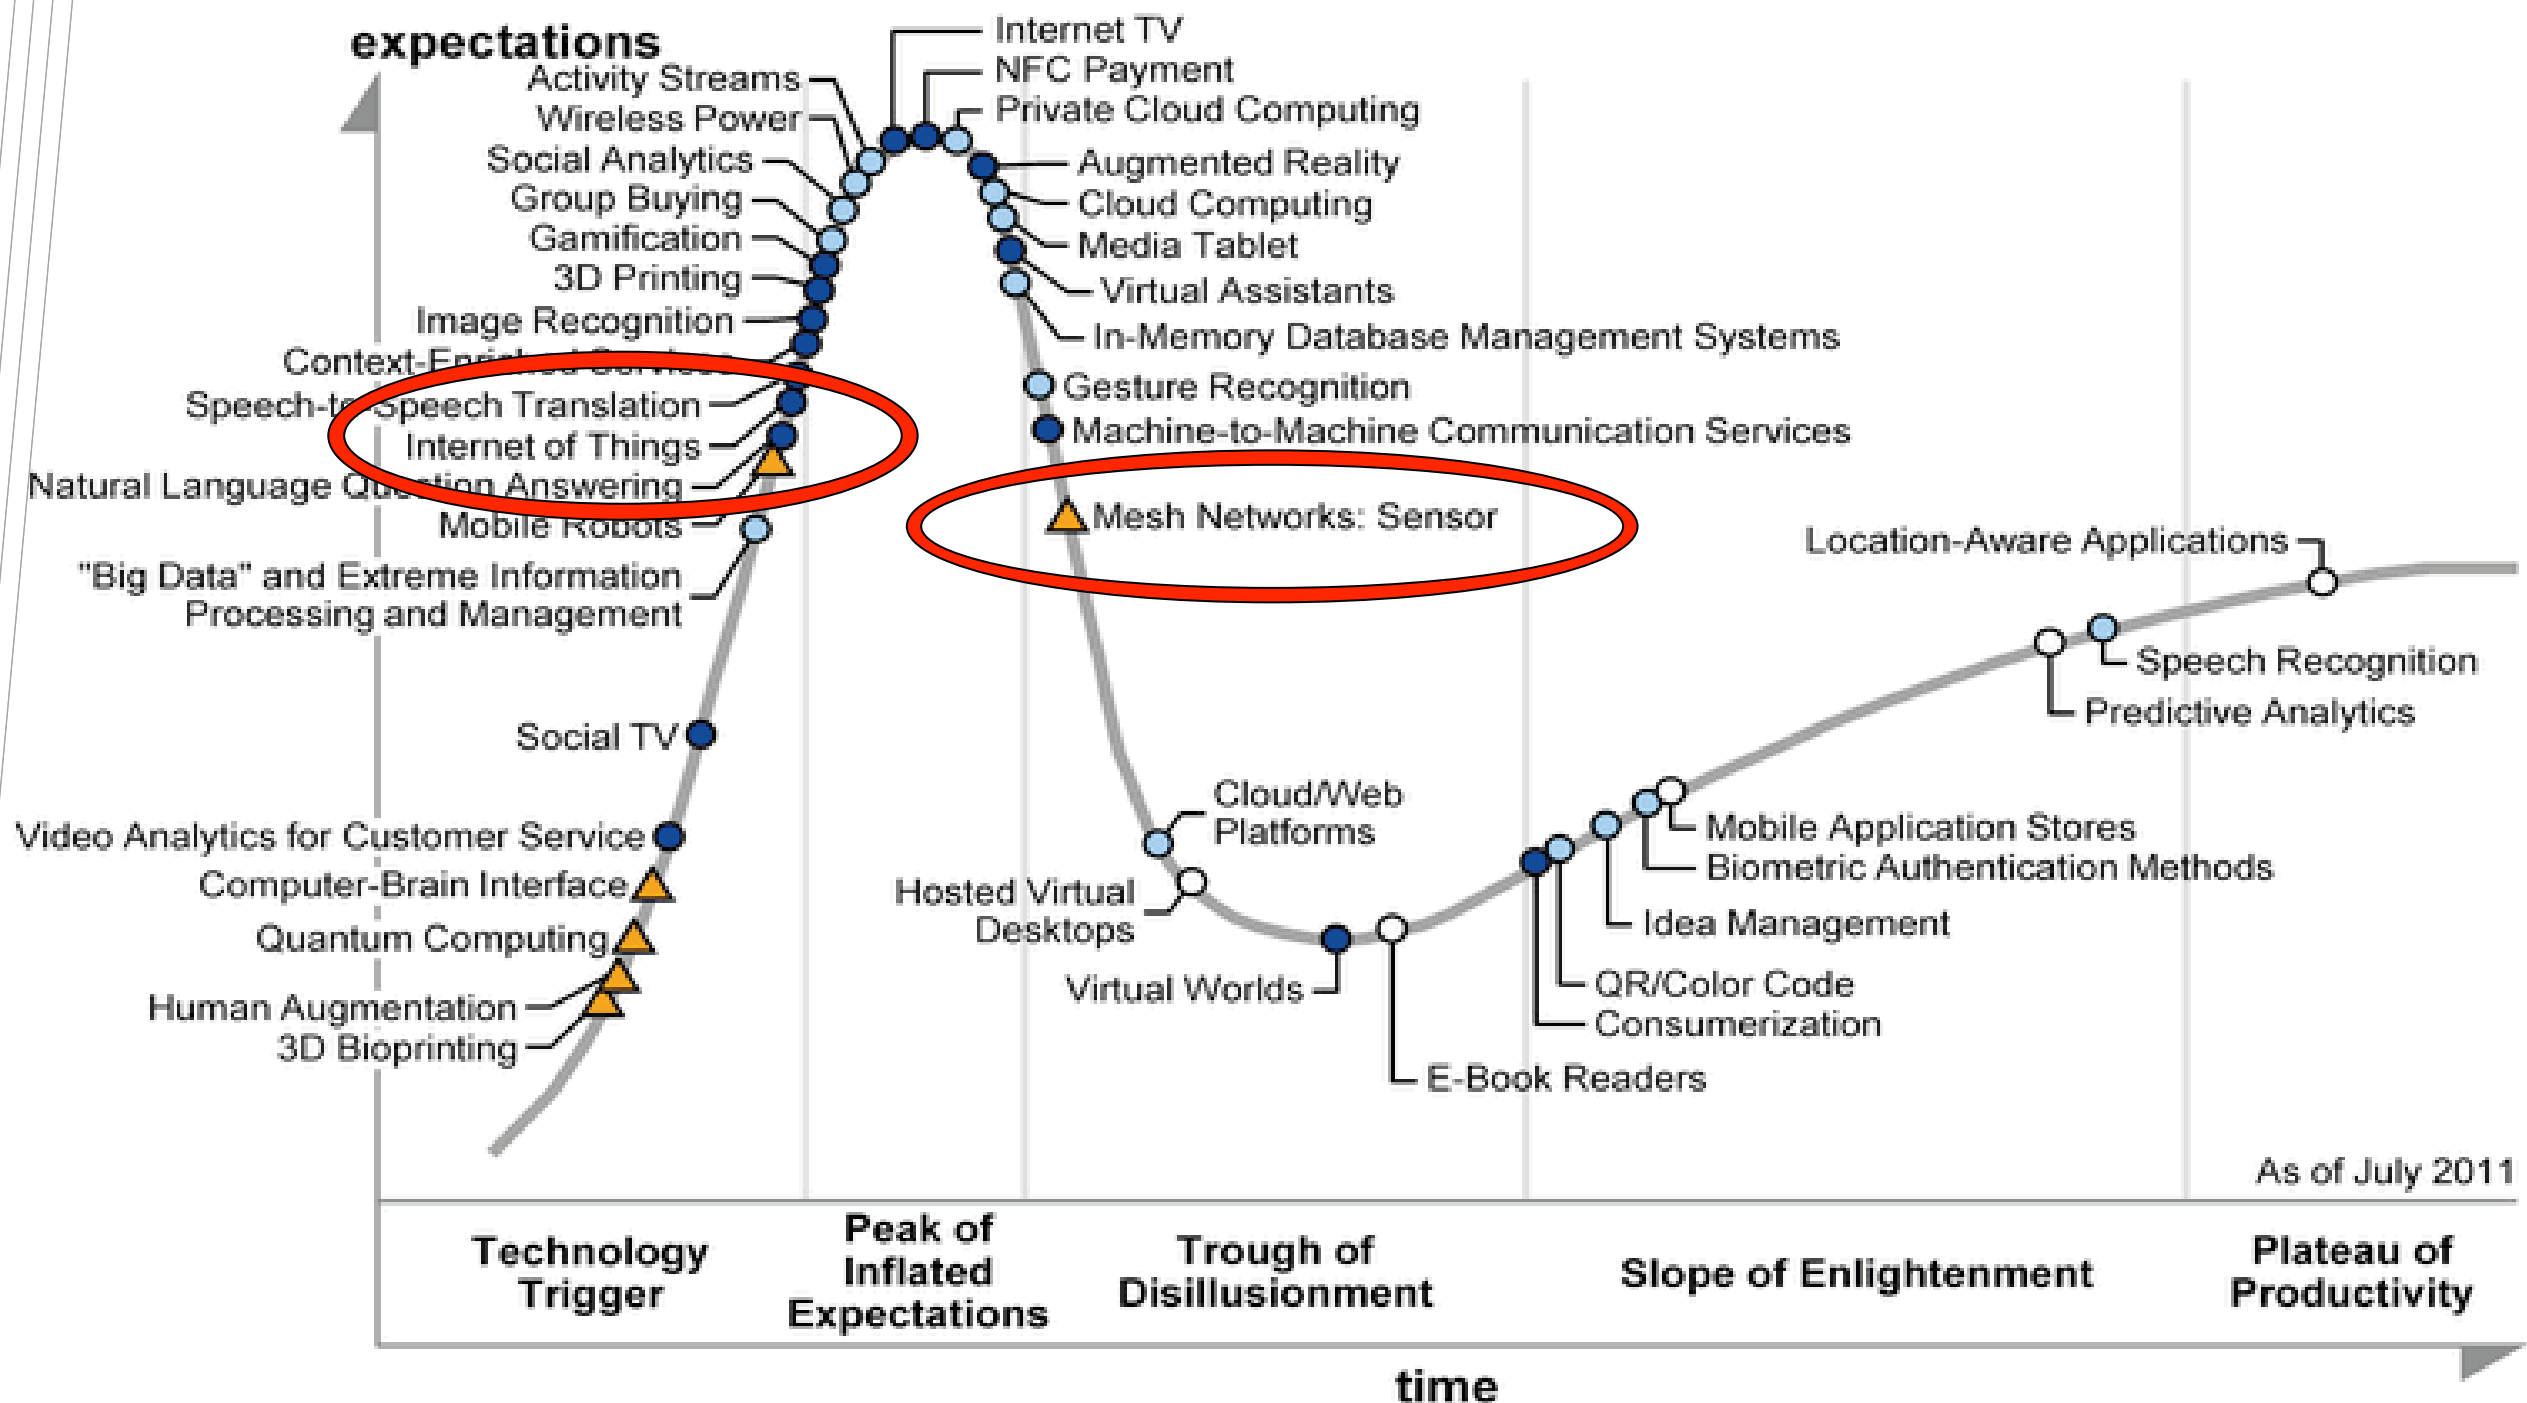 expectations
Internet TV
NFC Payment
Private Cloud Computing
Activity Streams
Wireless Power
Social Analytics
Group Buying
Gamification
3D Printing
Image Recognition
Context-Enriched Services
Speech-to-Speech Translation
Internet of Things
Natural Language Question Answering
Mobile Robots
"Big Data" and Extreme Information
Processing and Management
Social TV
Video Analytics for Customer Service
Computer-Brain Interface
Quantum Computing
Human Augmentation
3D Bioprinting
Augmented Reality
Cloud Computing
Media Tablet
Virtual Assistants
In-Memory Database Management Systems
Gesture Recognition
Machine-to-Machine Communication Services
Mesh Networks: Sensor
Cloud/Web
Platforms
Hosted Virtual
Desktops
Virtual Worlds
E-Book Readers
Consumerization
QR/Color Code
Idea Management
Biometric Authentication Methods
Mobile Application Stores
Predictive Analytics
Speech Recognition
Location-Aware Applications
As of July 2011
Technology
Trigger
Peak of
Inflated
Expectations
Trough of
Disillusionment
Slope of Enlightenment
Plateau of
Productivity
time